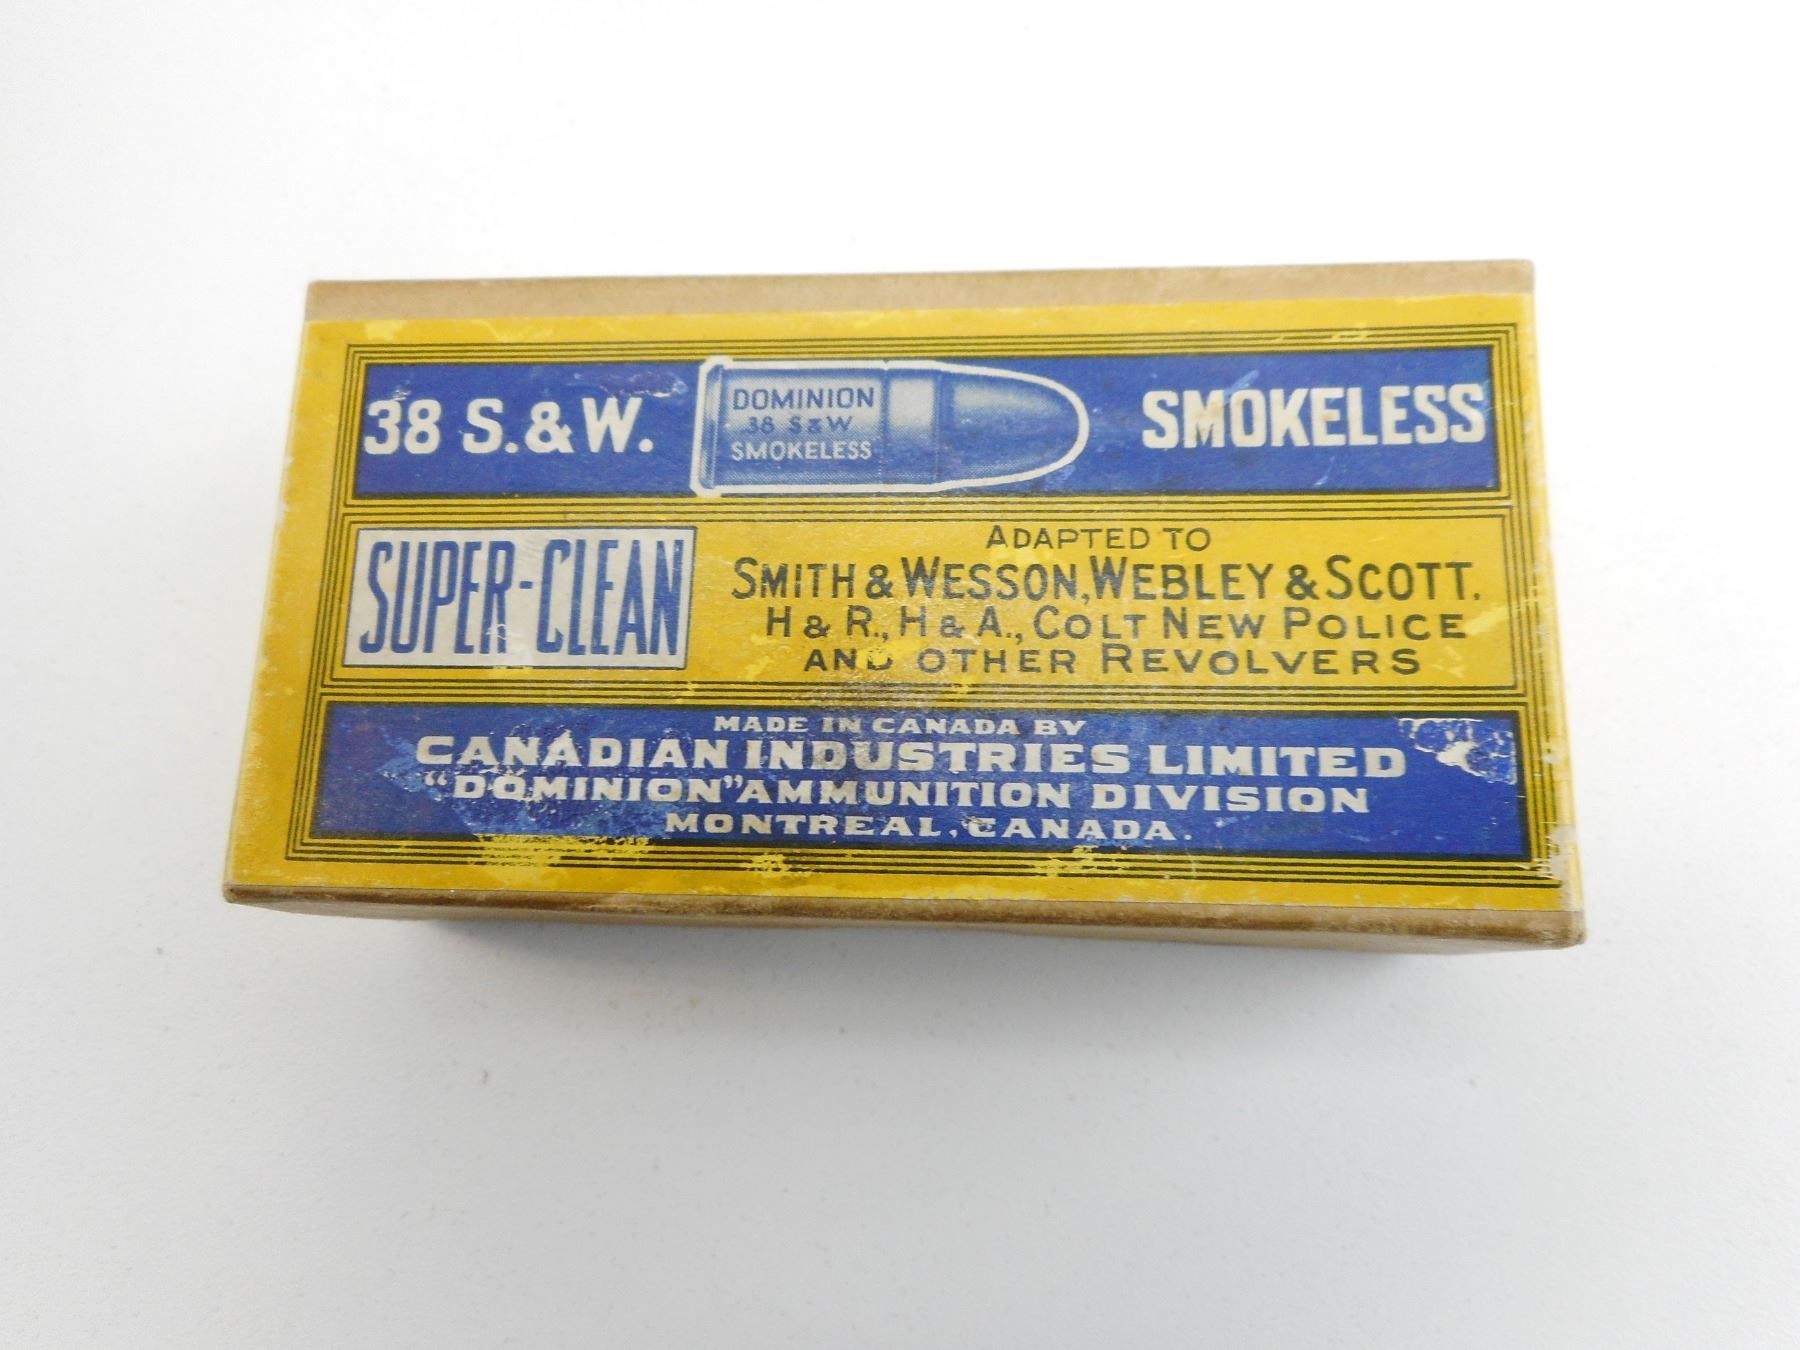 38 S.&W.
DOMINION
38 S&W
SMOKELESS
SMOKELESS
SUPER-CLEAN
ADAPTED TO
SMITH & WESSON, WEBLEY & SCOTT.
H & R., H & A., COLT NEW POLICE
AND OTHER REVOLVERS
MADE IN CANADA BY
CANADIAN INDUSTRIES LIMITED
"DOMINION" AMMUNITION DIVISION
MONTREAL, CANADA.